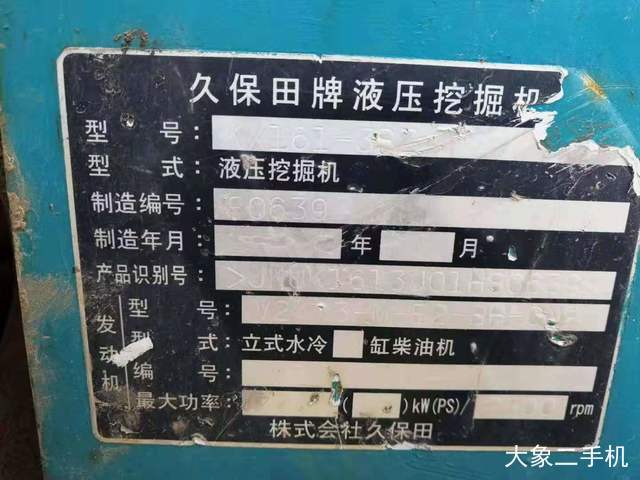 久保田牌液压挖掘机
型 号:
型 式: 液压挖掘机
制造编号: 80639
制造年月: 年 月
产品识别号:
发动机
型 号:
型 式: 立式水冷 缸柴油机
编 号:
最大功率: ( )kW(PS)/ rpm
株式会社久保田
大象二手机